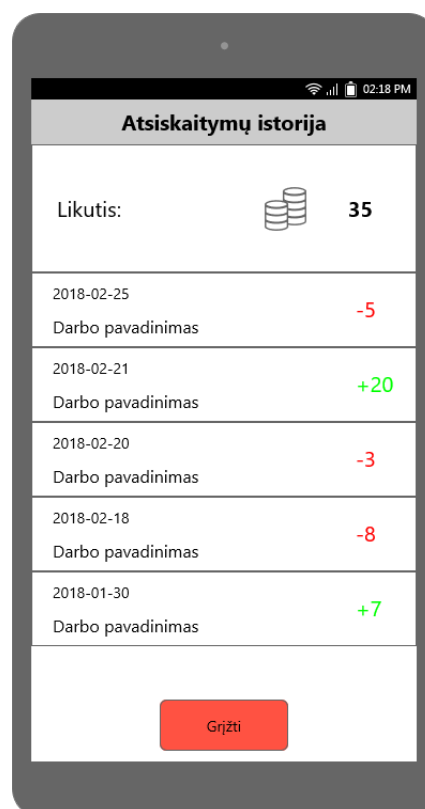 02:18 PM
Atsiskaitymų istorija
Likutis: 35
2018-02-25
-5
Darbo pavadinimas
2018-02-21
+20
Darbo pavadinimas
2018-02-20
-3
Darbo pavadinimas
2018-02-18
-8
Darbo pavadinimas
2018-01-30
+7
Darbo pavadinimas
Grįžti